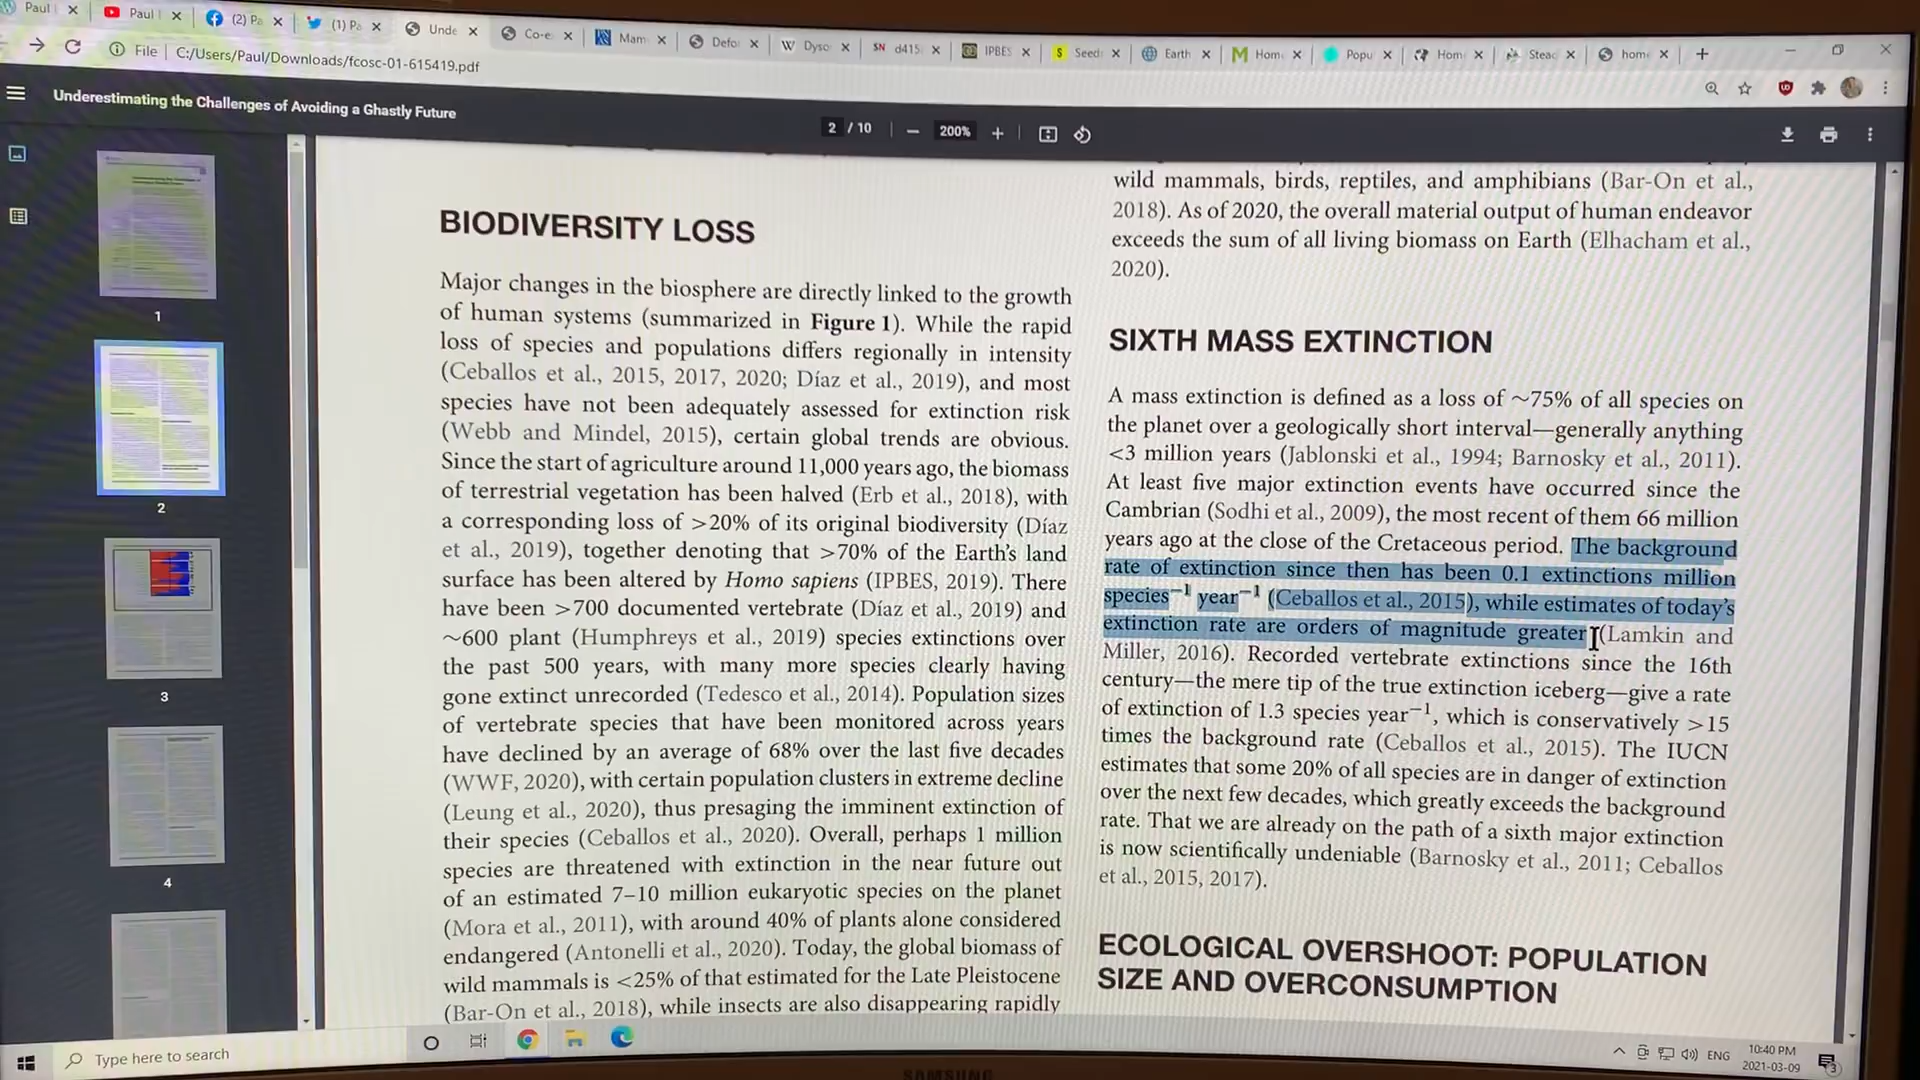 Paul
Paul
(2) Pa
(1) Pa
Unde
Co-e
Mam
Defo
Dyso
d415
IPBES
Seed
Earth
Hom
Popu
Hom
Stea
hom
File | C:/Users/Paul/Downloads/fcosc-01-615419.pdf
Underestimating the Challenges of Avoiding a Ghastly Future
2 / 10
200%
1
2
3
4
BIODIVERSITY LOSS
Major changes in the biosphere are directly linked to the growth
of human systems (summarized in Figure 1). While the rapid
loss of species and populations differs regionally in intensity
(Ceballos et al., 2015, 2017, 2020; Díaz et al., 2019), and most
species have not been adequately assessed for extinction risk
(Webb and Mindel, 2015), certain global trends are obvious.
Since the start of agriculture around 11,000 years ago, the biomass
of terrestrial vegetation has been halved (Erb et al., 2018), with
a corresponding loss of >20% of its original biodiversity (Díaz
et al., 2019), together denoting that >70% of the Earth's land
surface has been altered by Homo sapiens (IPBES, 2019). There
have been >700 documented vertebrate (Díaz et al., 2019) and
~600 plant (Humphreys et al., 2019) species extinctions over
the past 500 years, with many more species clearly having
gone extinct unrecorded (Tedesco et al., 2014). Population sizes
of vertebrate species that have been monitored across years
have declined by an average of 68% over the last five decades
(WWF, 2020), with certain population clusters in extreme decline
(Leung et al., 2020), thus presaging the imminent extinction of
their species (Ceballos et al., 2020). Overall, perhaps 1 million
species are threatened with extinction in the near future out
of an estimated 7–10 million eukaryotic species on the planet
(Mora et al., 2011), with around 40% of plants alone considered
endangered (Antonelli et al., 2020). Today, the global biomass of
wild mammals is <25% of that estimated for the Late Pleistocene
(Bar-On et al., 2018), while insects are also disappearing rapidly
wild mammals, birds, reptiles, and amphibians (Bar-On et al.,
2018). As of 2020, the overall material output of human endeavor
exceeds the sum of all living biomass on Earth (Elhacham et al.,
2020).
SIXTH MASS EXTINCTION
A mass extinction is defined as a loss of ~75% of all species on
the planet over a geologically short interval—generally anything
<3 million years (Jablonski et al., 1994; Barnosky et al., 2011).
At least five major extinction events have occurred since the
Cambrian (Sodhi et al., 2009), the most recent of them 66 million
years ago at the close of the Cretaceous period. The background
rate of extinction since then has been 0.1 extinctions million
species⁻¹ year⁻¹ (Ceballos et al., 2015), while estimates of today's
extinction rate are orders of magnitude greater (Lamkin and
Miller, 2016). Recorded vertebrate extinctions since the 16th
century—the mere tip of the true extinction iceberg—give a rate
of extinction of 1.3 species year⁻¹, which is conservatively >15
times the background rate (Ceballos et al., 2015). The IUCN
estimates that some 20% of all species are in danger of extinction
over the next few decades, which greatly exceeds the background
rate. That we are already on the path of a sixth major extinction
is now scientifically undeniable (Barnosky et al., 2011; Ceballos
et al., 2015, 2017).
ECOLOGICAL OVERSHOOT: POPULATION
SIZE AND OVERCONSUMPTION
Type here to search
ENG
10:40 PM
2021-03-09
SAMSUNG